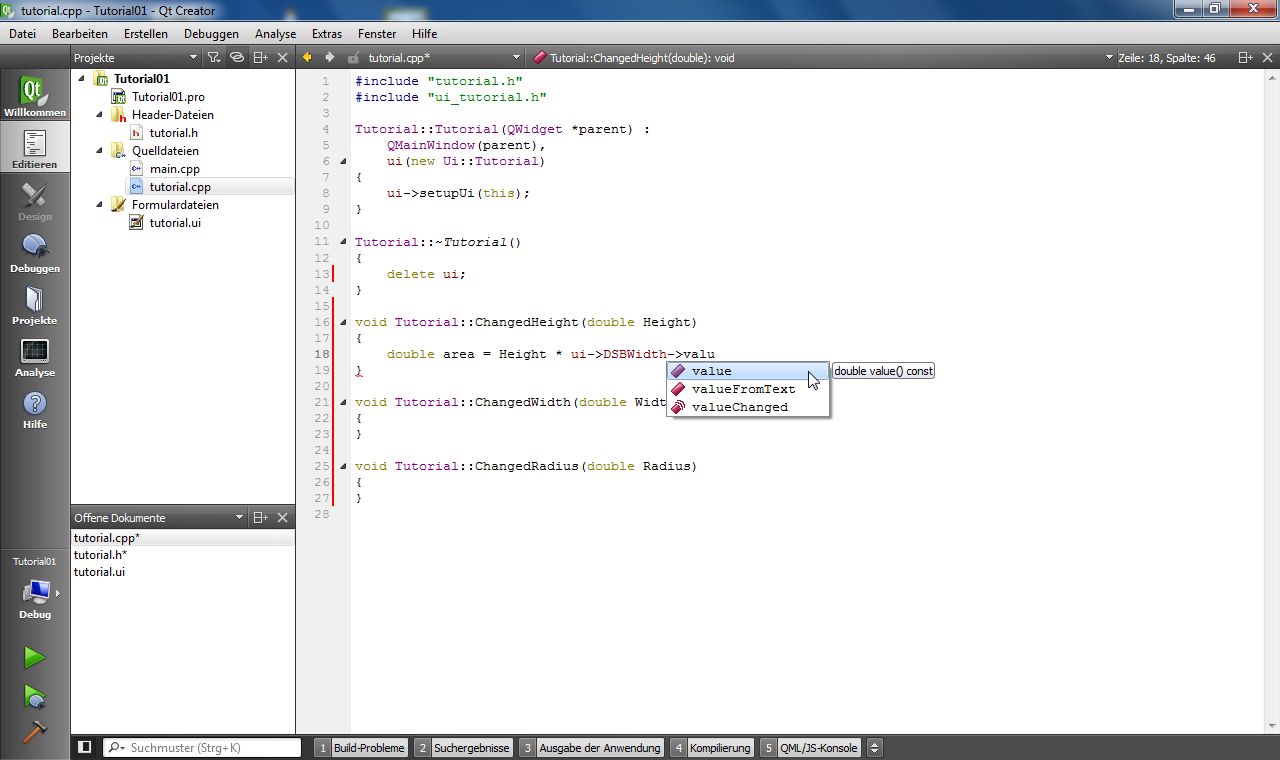 tutorial.cpp - Tutorial01 - Qt Creator
Datei Bearbeiten Erstellen Debuggen Analyse Extras Fenster Hilfe
Projekte
tutorial.cpp*
Tutorial::ChangedHeight(double): void
Zeile: 18, Spalte: 46
Willkommen
Editieren
Design
Debuggen
Projekte
Analyse
Hilfe
Tutorial01
Debug
Tutorial01
Tutorial01.pro
Header-Dateien
tutorial.h
Quelldateien
main.cpp
tutorial.cpp
Formulardateien
tutorial.ui
Offene Dokumente
tutorial.cpp*
tutorial.h*
tutorial.ui
1 #include "tutorial.h"
2 #include "ui_tutorial.h"
3
4 Tutorial::Tutorial(QWidget *parent) :
5 QMainWindow(parent),
6 ui(new Ui::Tutorial)
7 {
8 ui->setupUi(this);
9 }
10
11 Tutorial::~Tutorial()
12 {
13 delete ui;
14 }
15
16 void Tutorial::ChangedHeight(double Height)
17 {
18 double area = Height * ui->DSBWidth->valu
19 }
20
21 void Tutorial::ChangedWidth(double Widt
22 {
23 }
24
25 void Tutorial::ChangedRadius(double Radius)
26 {
27 }
28
value
valueFromText
valueChanged
double value() const
Suchmuster (Strg+K)
1 Build-Probleme 2 Suchergebnisse 3 Ausgabe der Anwendung 4 Kompilierung 5 QML/JS-Konsole